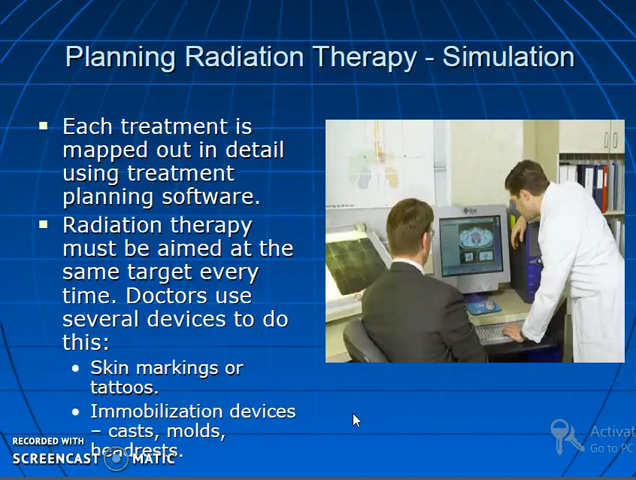 Planning Radiation Therapy - Simulation
Each treatment is
mapped out in detail
using treatment
planning software.
Radiation therapy
must be aimed at the
same target every
time. Doctors use
several devices to do
this:
Skin markings or
tattoos.
Immobilization devices
– casts, molds,
headrests.
RECORDED WITH
SCREENCAST MATIC
Activat
Go to PC